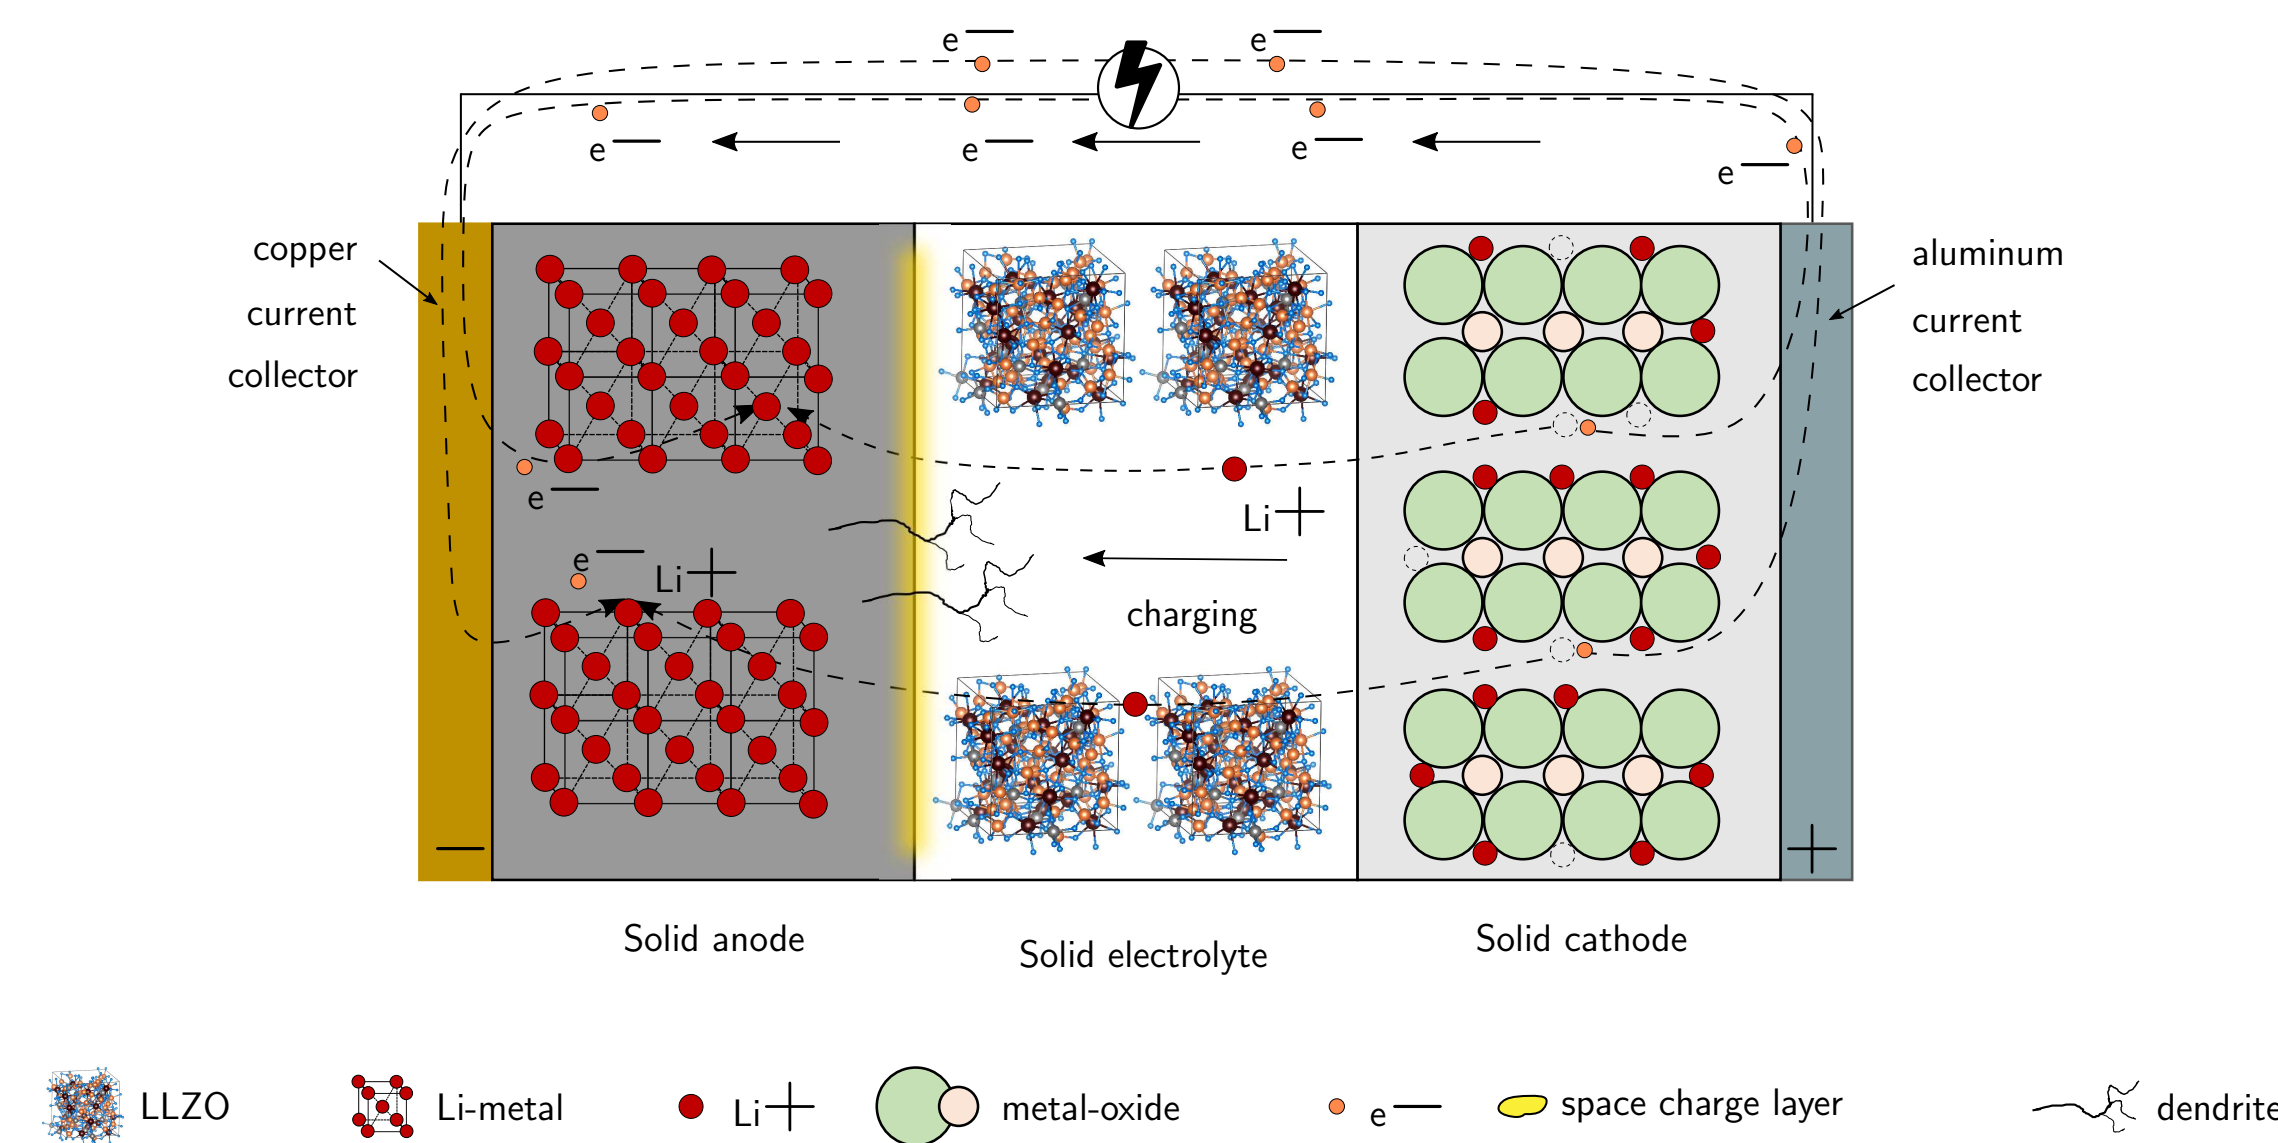 e—
e—
e—
e—
e—
e—
copper
current
collector
aluminum
current
collector
e—
e—
Li+
Li+
charging
—
+
Solid anode
Solid electrolyte
Solid cathode
LLZO
Li-metal
Li+
metal-oxide
e—
space charge layer
dendrite